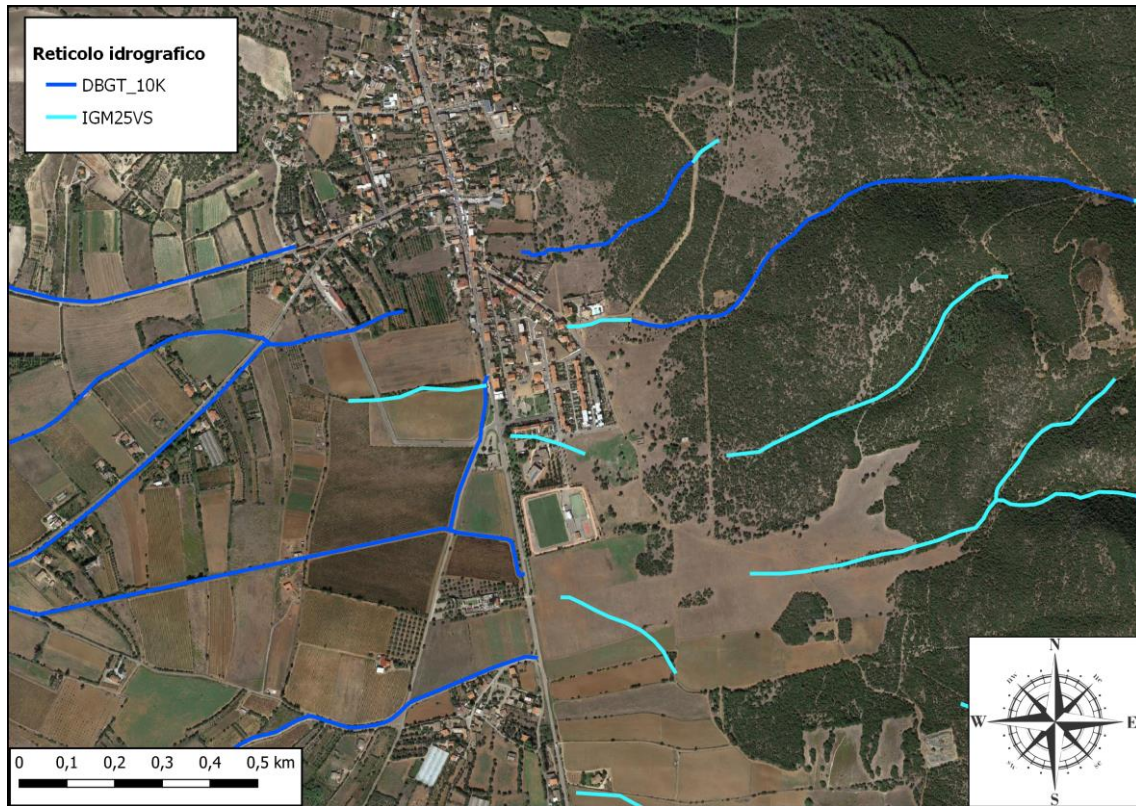 Reticolo idrografico
DBGT_10K
IGM25VS
0 0,1 0,2 0,3 0,4 0,5 km
N
W
E
S